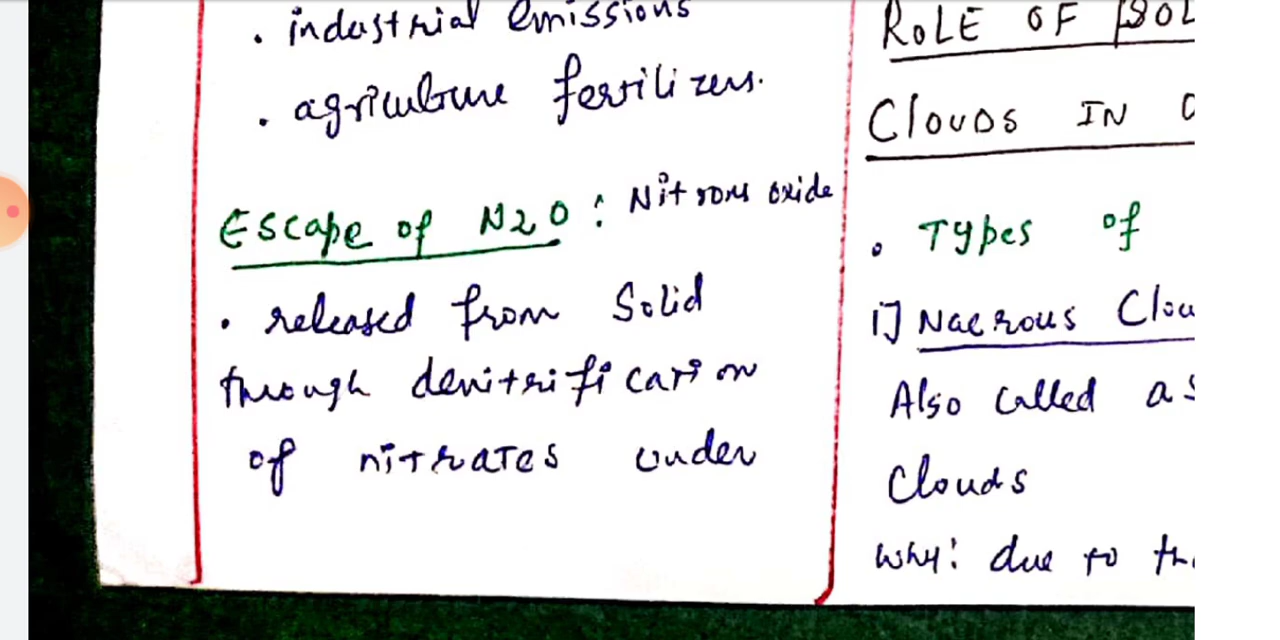 . industrial emissions
. agriculture fertilizers.
Escape of N2O : Nitrous oxide
. released from Solid
through denitrification
of nitrates under
ROLE OF
CloUDS IN
. Types of
i] Nacrous Clou
Also Called as
Clouds
Why: due to th